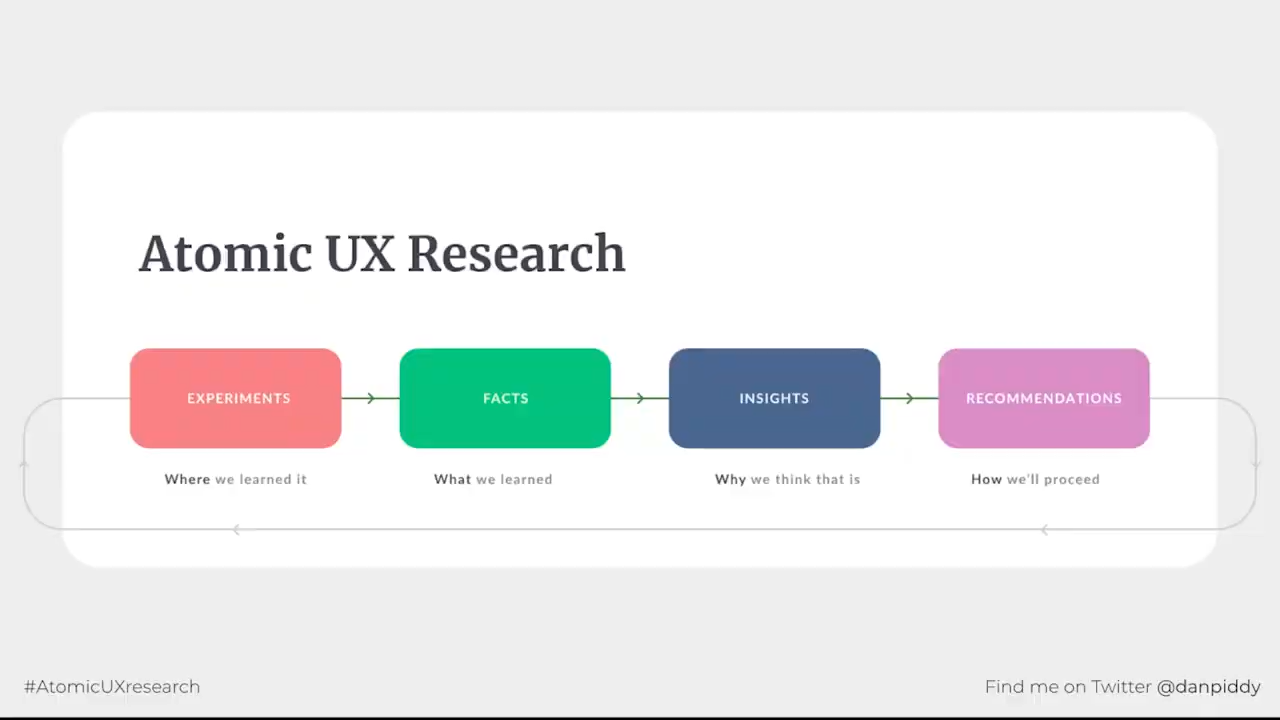 Atomic UX Research
EXPERIMENTS
FACTS
INSIGHTS
RECOMMENDATIONS
Where we learned it
What we learned
Why we think that is
How we'll proceed
#AtomicUXresearch
Find me on Twitter @danpiddy